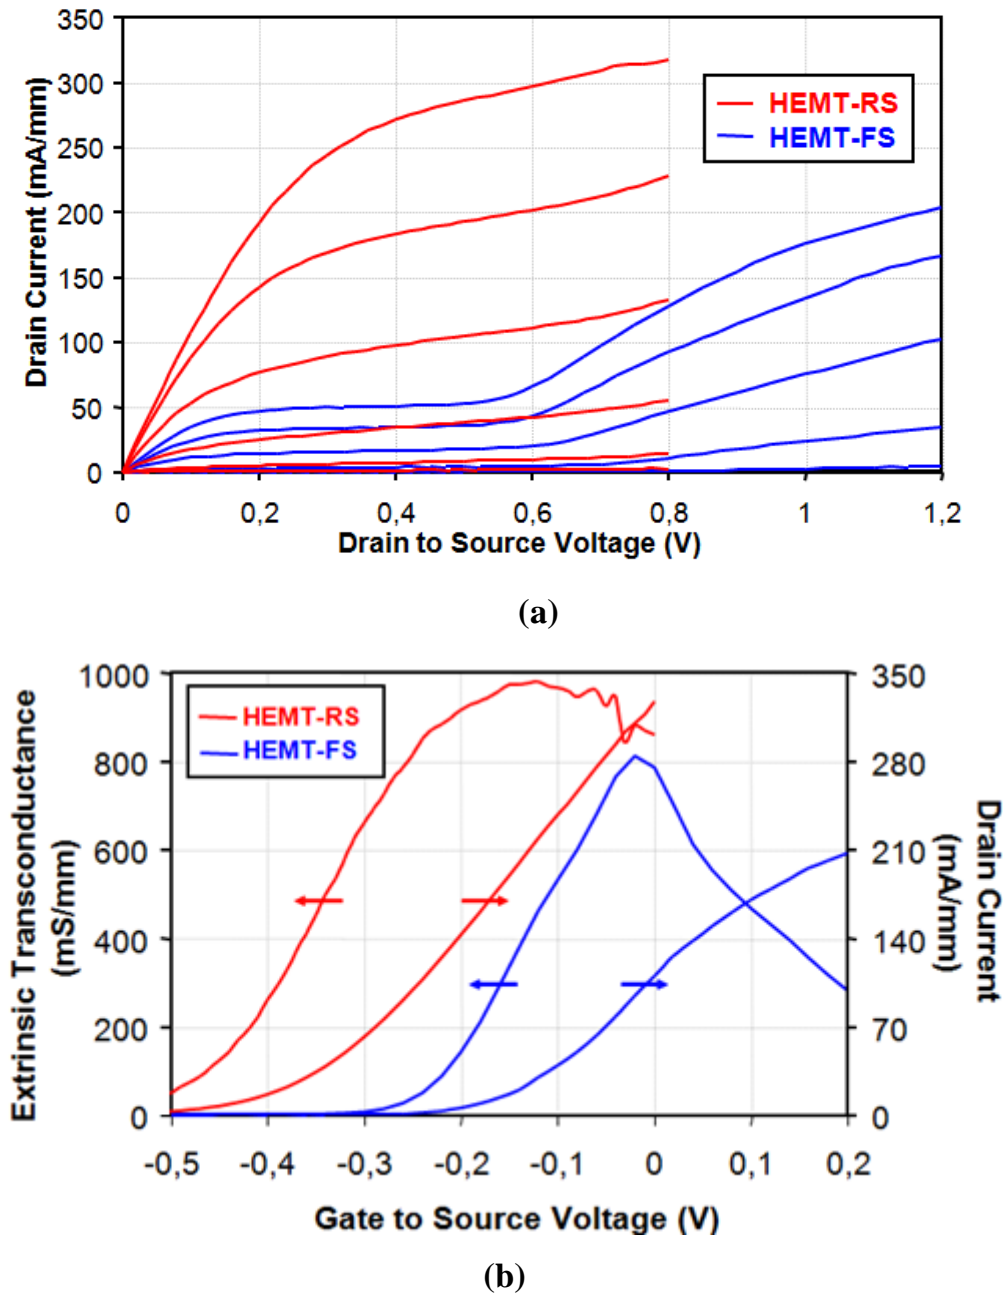 350
300
250
200
150
100
50
0
Drain Current (mA/mm)
HEMT-RS
HEMT-FS
0 0,2 0,4 0,6 0,8 1 1,2
Drain to Source Voltage (V)
(a)
1000
800
600
400
200
0
Extrinsic Transconductance
(mS/mm)
HEMT-RS
HEMT-FS
350
280
210
140
70
0
Drain Current
(mA/mm)
-0,5 -0,4 -0,3 -0,2 -0,1 0 0,1 0,2
Gate to Source Voltage (V)
(b)